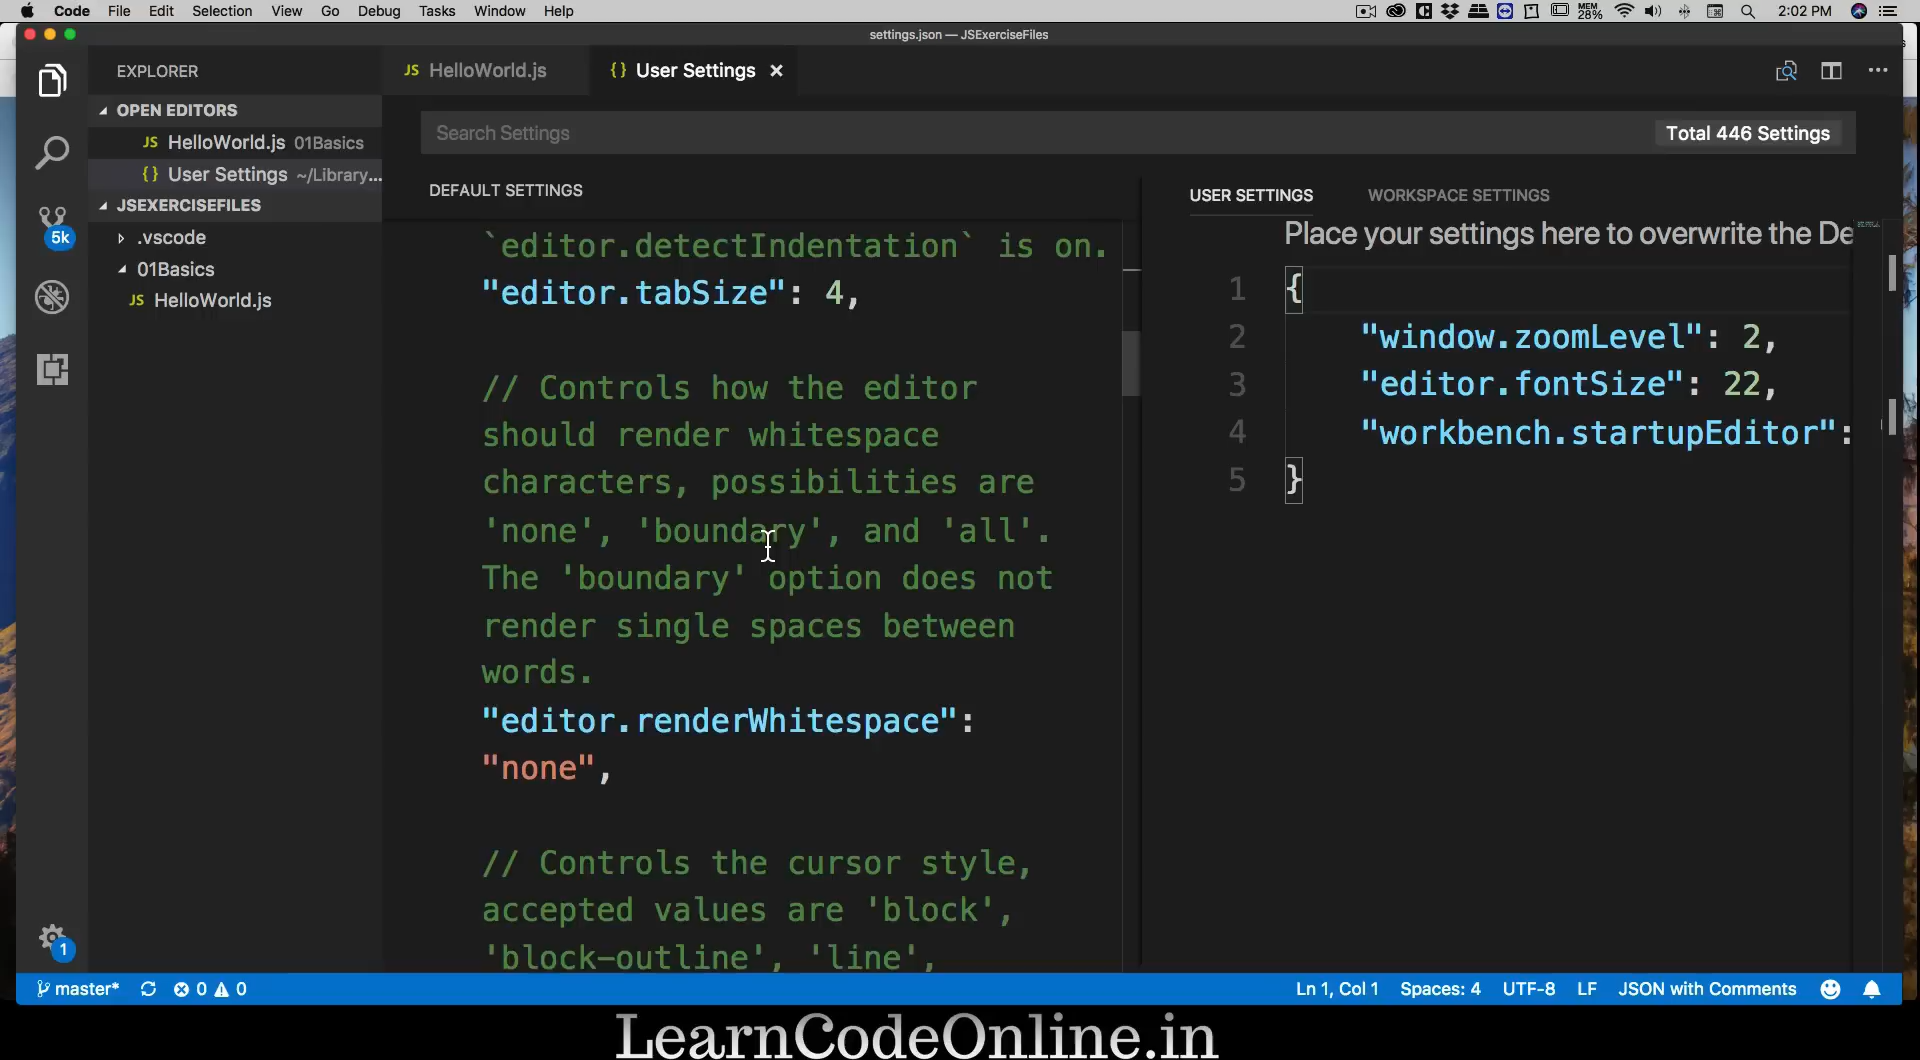 Code File Edit Selection View Go Debug Tasks Window Help MEM 28% 2:02 PM
settings.json — JSExerciseFiles
EXPLORER
JS HelloWorld.js {} User Settings ×
OPEN EDITORS
JS HelloWorld.js 01Basics
{} User Settings ~/Library...
JSEXERCISEFILES
.vscode
01Basics
JS HelloWorld.js
5k
1
Search Settings
Total 446 Settings
DEFAULT SETTINGS
`editor.detectIndentation` is on.
"editor.tabSize": 4,
// Controls how the editor
should render whitespace
characters, possibilities are
'none', 'boundary', and 'all'.
The 'boundary' option does not
render single spaces between
words.
"editor.renderWhitespace":
"none",
// Controls the cursor style,
accepted values are 'block',
'block-outline', 'line',
USER SETTINGS WORKSPACE SETTINGS
Place your settings here to overwrite the De
1 {
2 "window.zoomLevel": 2,
3 "editor.fontSize": 22,
4 "workbench.startupEditor":
5 }
master* 0 0 Ln 1, Col 1 Spaces: 4 UTF-8 LF JSON with Comments
LearnCodeOnline.in